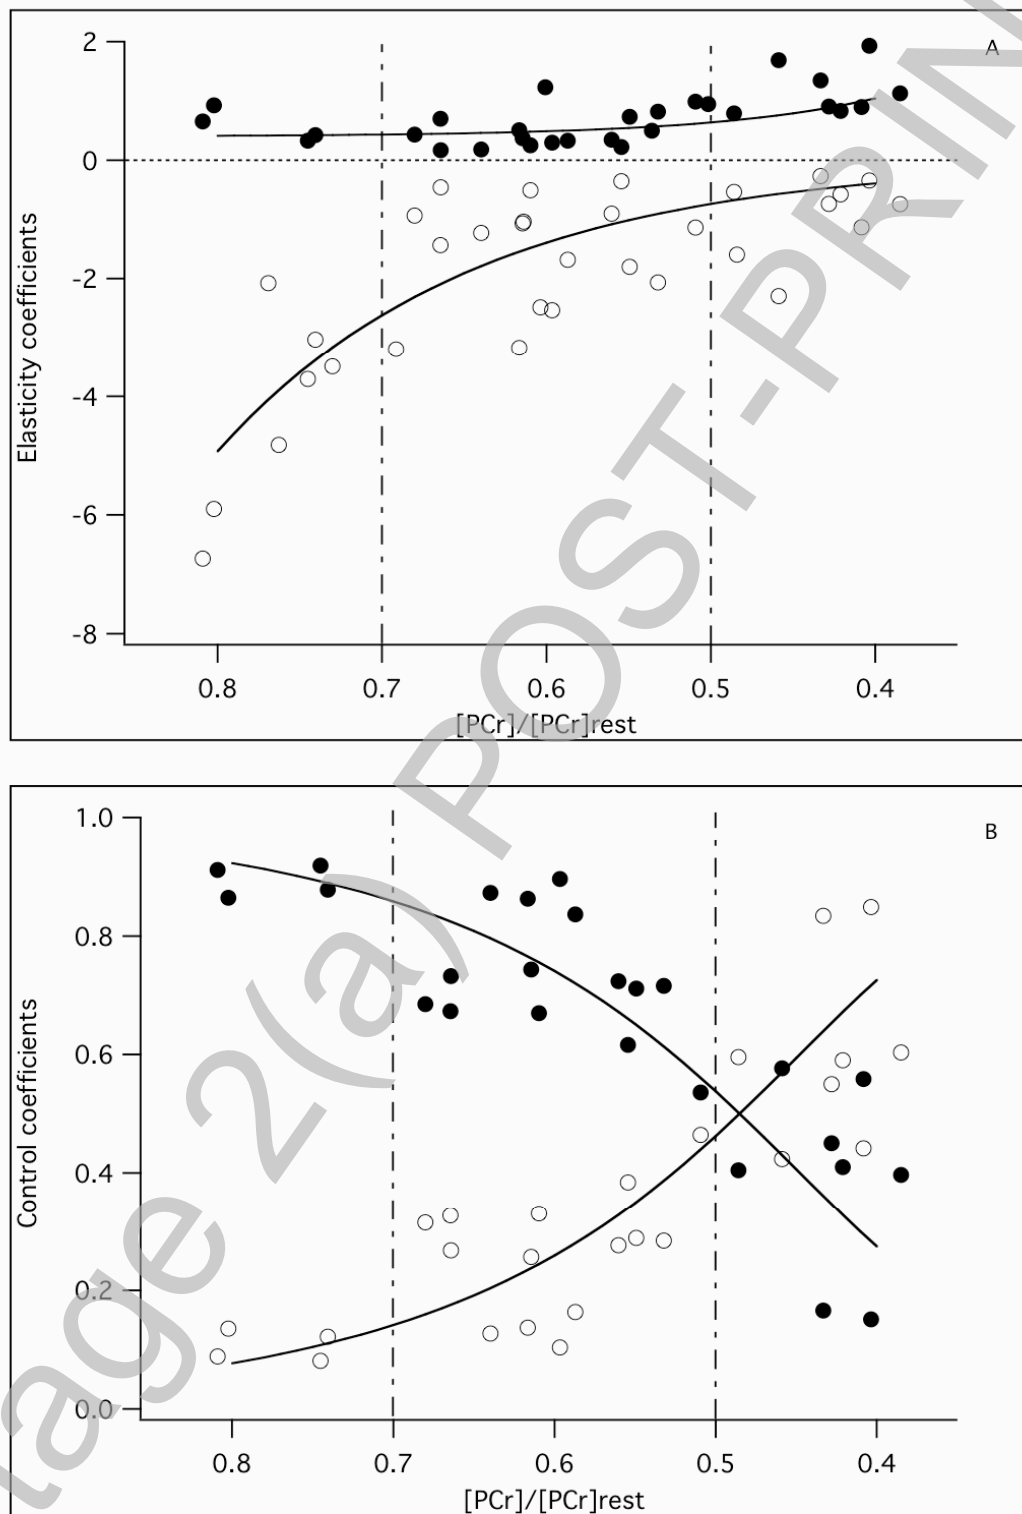 A
2
0
-2
-4
-6
-8
Elasticity coefficients
0.8 0.7 0.6 0.5 0.4
[PCr]/[PCr]rest
B
1.0
0.8
0.6
0.4
0.2
0.0
Control coefficients
0.8 0.7 0.6 0.5 0.4
[PCr]/[PCr]rest
tage 2(a) POST-PRIN